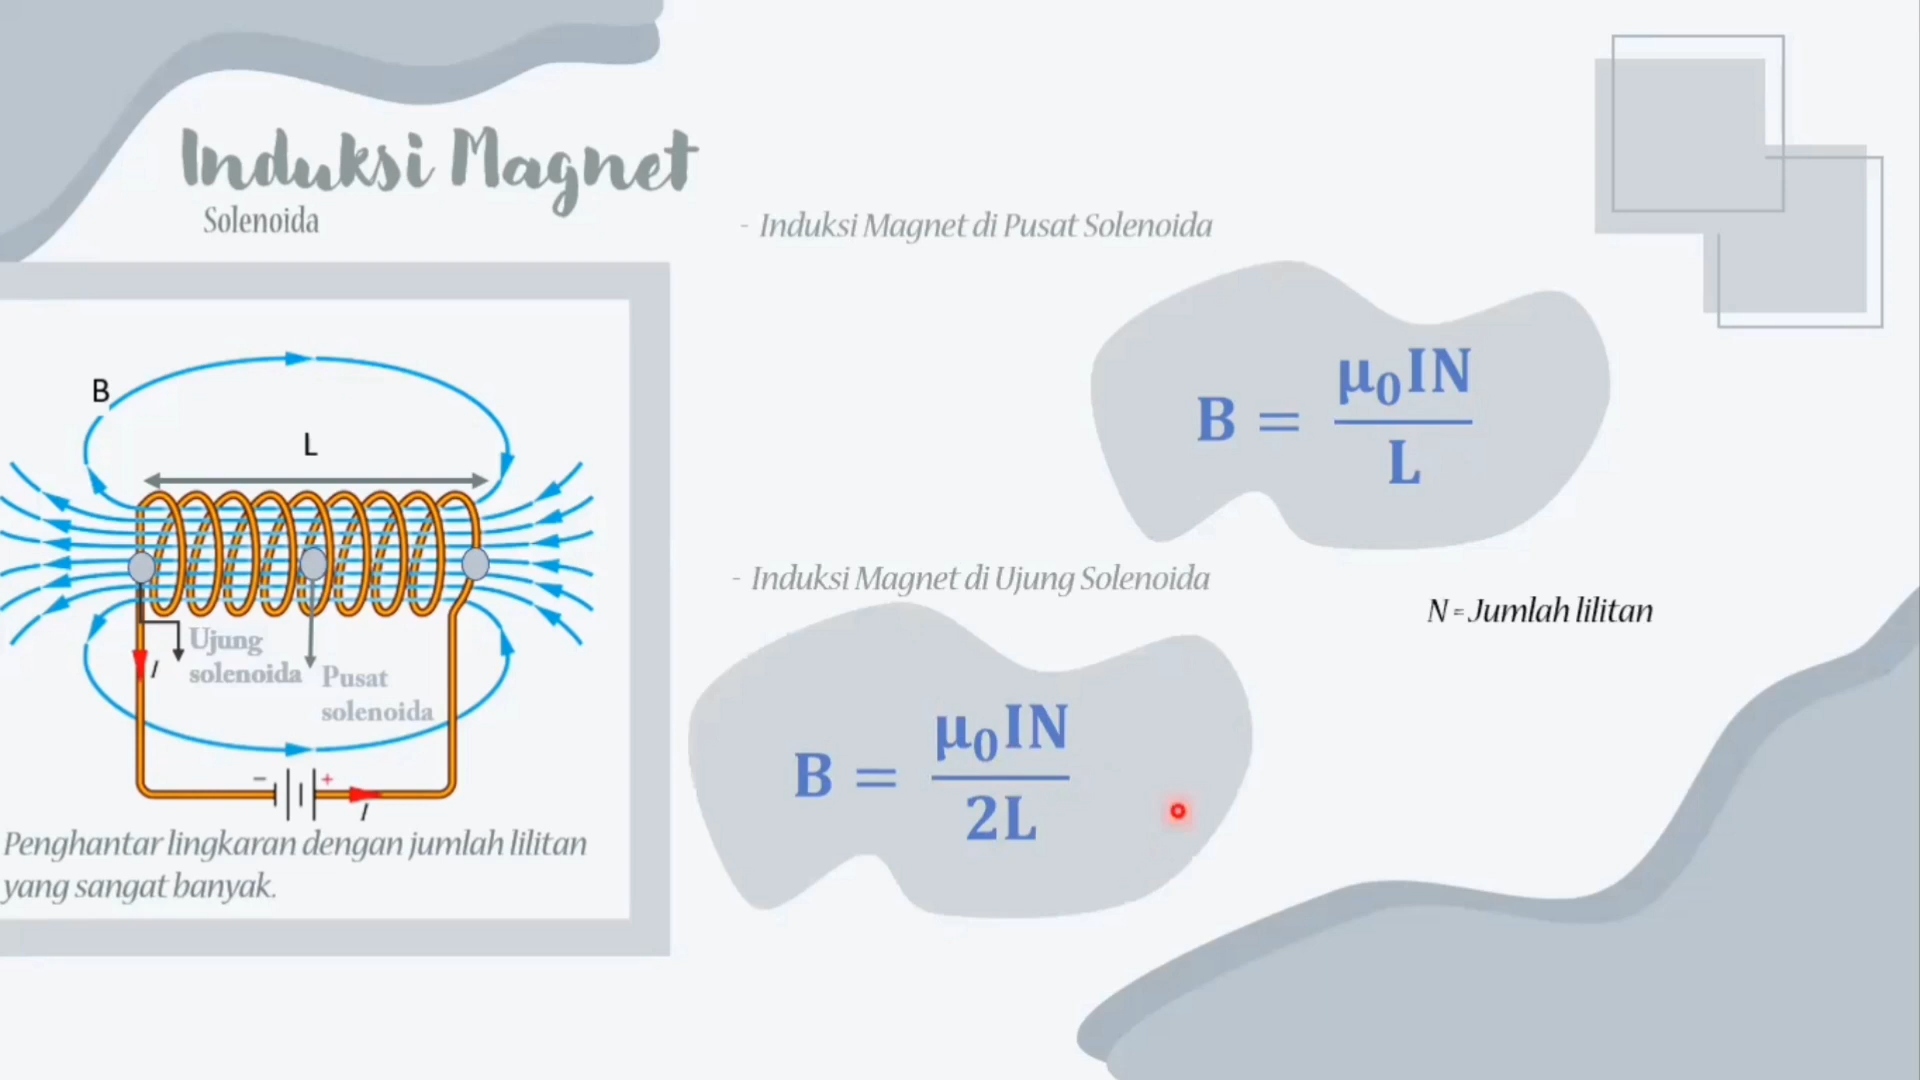 Induksi Magnet
Solenoida
B
L
Ujung
solenoida
Pusat
solenoida
I
−
+
I
Penghantar lingkaran dengan jumlah lilitan
yang sangat banyak.
- Induksi Magnet di Pusat Solenoida
B = μ₀IN / L
- Induksi Magnet di Ujung Solenoida
B = μ₀IN / 2L
N = Jumlah lilitan